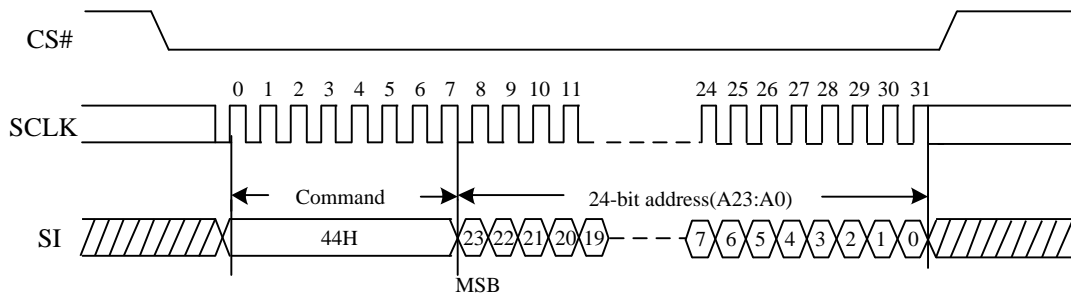 CS#
0 1 2 3 4 5 6 7 8 9 10 11 24 25 26 27 28 29 30 31
SCLK
Command 24-bit address(A23:A0)
SI 44H 23 22 21 20 19 7 6 5 4 3 2 1 0
MSB